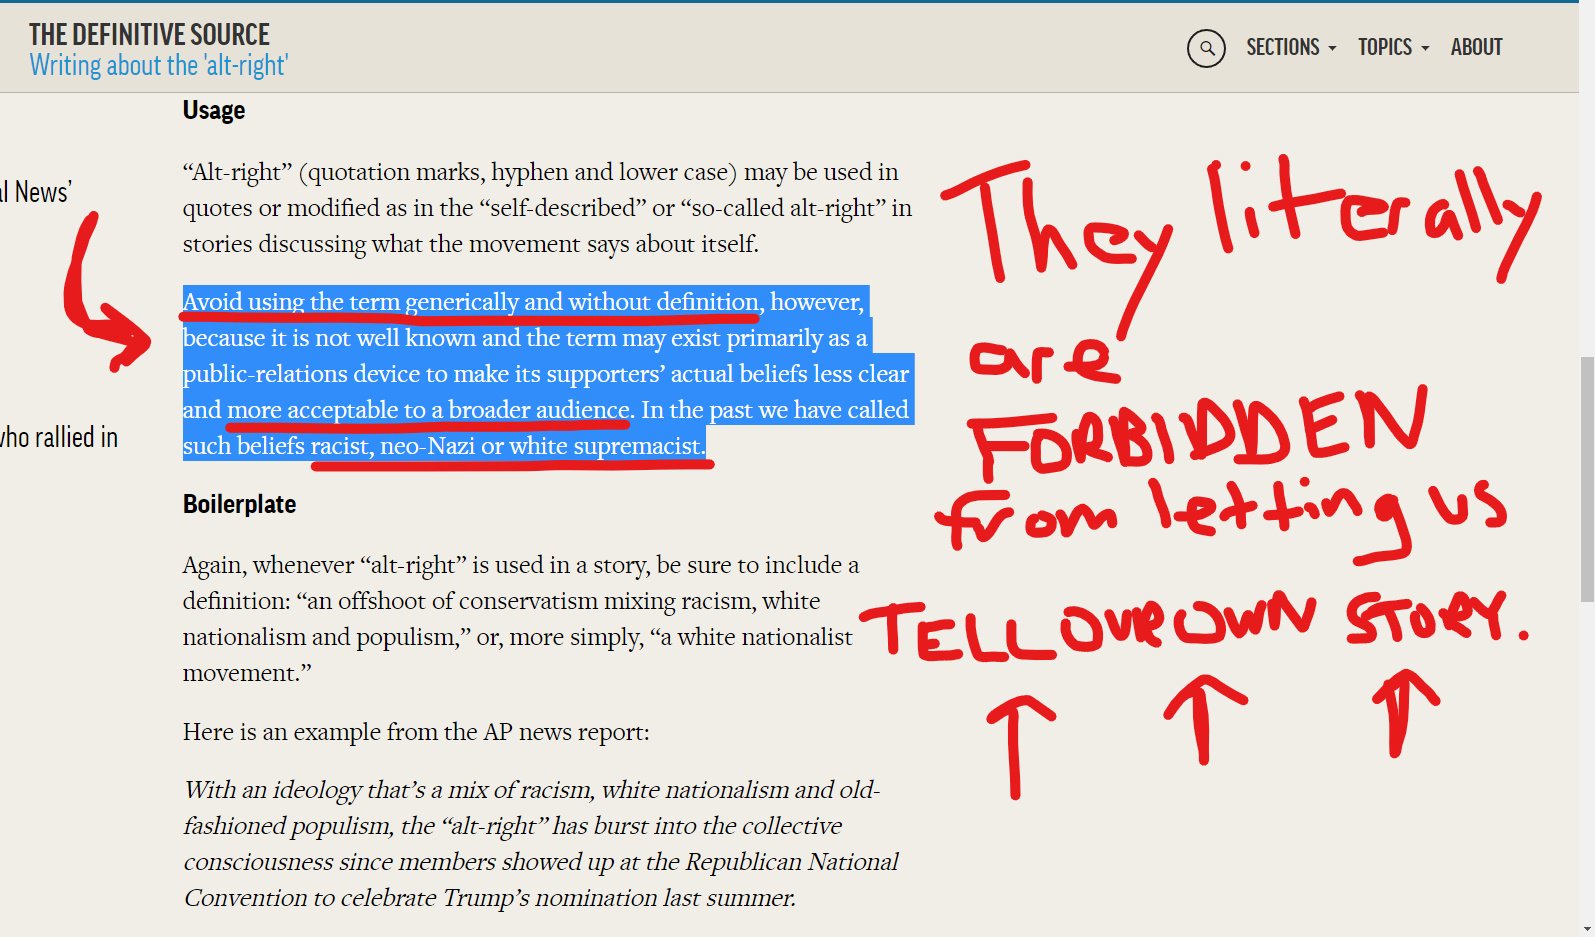 THE DEFINITIVE SOURCE
Writing about the 'alt-right'
SECTIONS
TOPICS
ABOUT
Usage
“Alt-right” (quotation marks, hyphen and lower case) may be used in
quotes or modified as in the “self-described” or “so-called alt-right” in
stories discussing what the movement says about itself.
Avoid using the term generically and without definition, however,
because it is not well known and the term may exist primarily as a
public-relations device to make its supporters’ actual beliefs less clear
and more acceptable to a broader audience. In the past we have called
such beliefs racist, neo-Nazi or white supremacist.
Boilerplate
Again, whenever “alt-right” is used in a story, be sure to include a
definition: “an offshoot of conservatism mixing racism, white
nationalism and populism,” or, more simply, “a white nationalist
movement.”
Here is an example from the AP news report:
With an ideology that’s a mix of racism, white nationalism and old-
fashioned populism, the “alt-right” has burst into the collective
consciousness since members showed up at the Republican National
Convention to celebrate Trump’s nomination last summer.
l News’
who rallied in
They literally
are
FORBIDDEN
from letting us
TELL OUR OWN STORY.